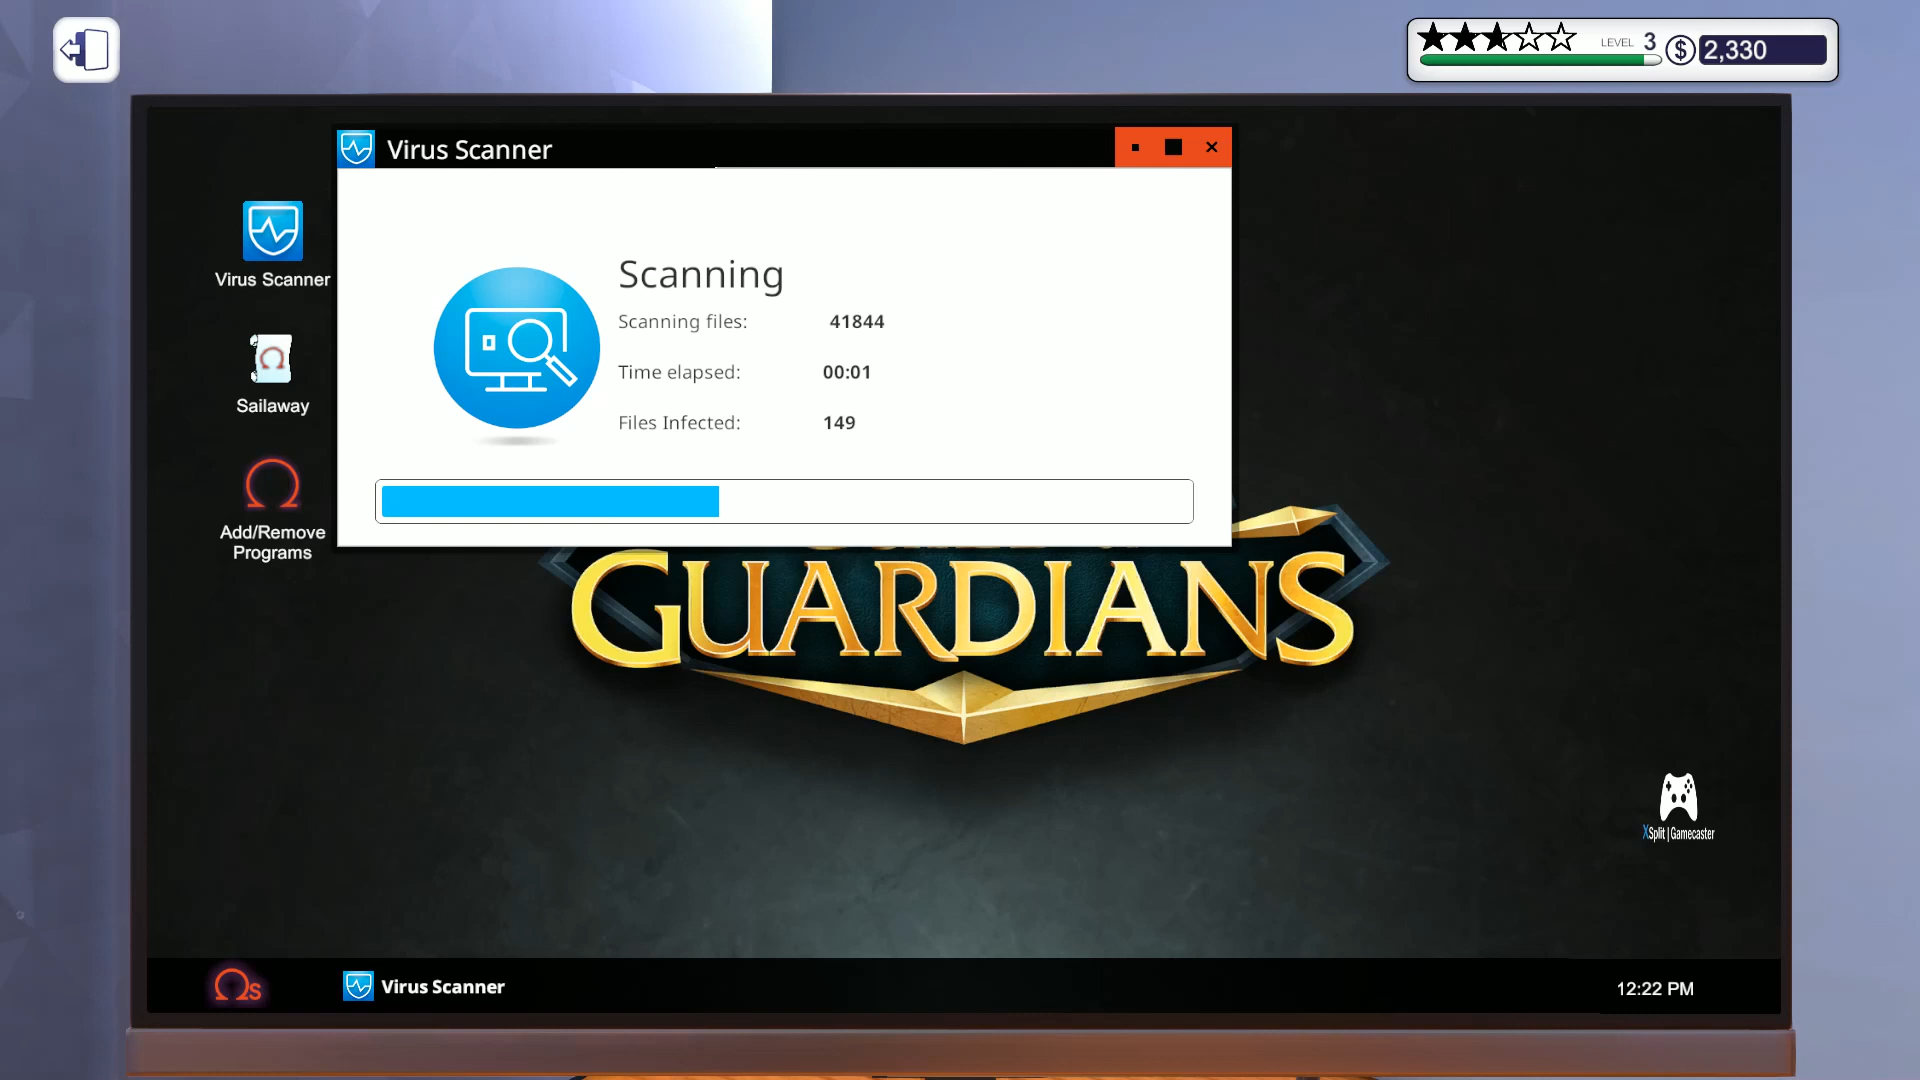 LEVEL 3
$ 2,330
Virus Scanner
Virus Scanner
Scanning
Scanning files: 41844
Time elapsed: 00:01
Files Infected: 149
Sailaway
Add/Remove
Programs
GUARDIANS
XSplit|Gamecaster
Ωs
Virus Scanner
12:22 PM